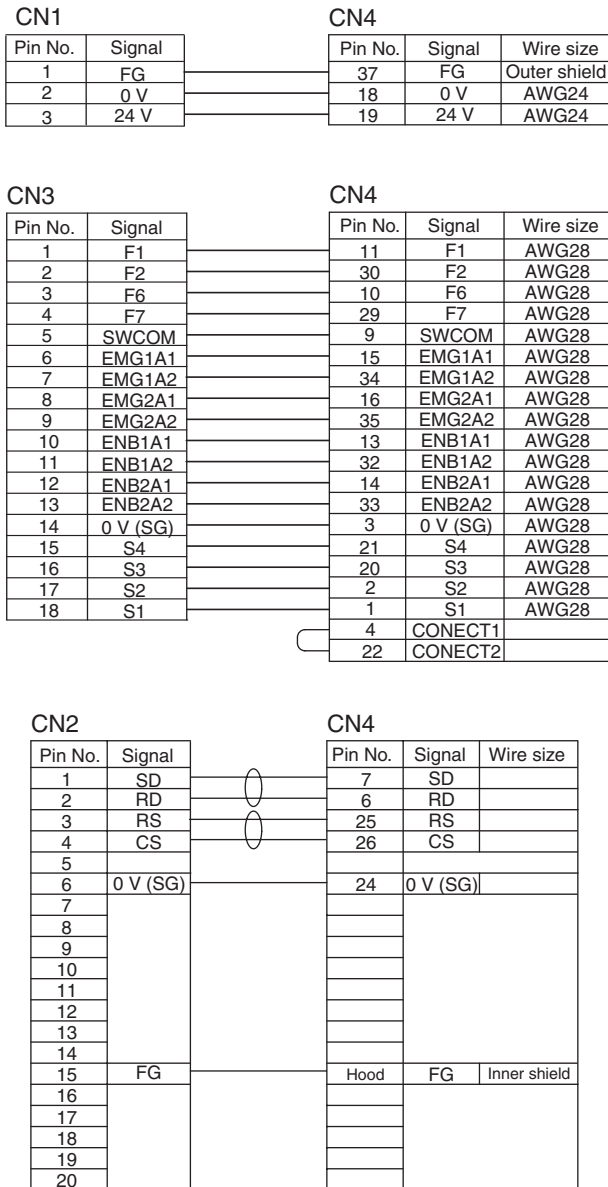 CN1 CN4
Pin No. Signal Pin No. Signal Wire size
1 FG 37 FG Outer shield
2 0 V 18 0 V AWG24
3 24 V 19 24 V AWG24
CN3 CN4
Pin No. Signal Pin No. Signal Wire size
1 F1 11 F1 AWG28
2 F2 30 F2 AWG28
3 F6 10 F6 AWG28
4 F7 29 F7 AWG28
5 SWCOM 9 SWCOM AWG28
6 EMG1A1 15 EMG1A1 AWG28
7 EMG1A2 34 EMG1A2 AWG28
8 EMG2A1 16 EMG2A1 AWG28
9 EMG2A2 35 EMG2A2 AWG28
10 ENB1A1 13 ENB1A1 AWG28
11 ENB1A2 32 ENB1A2 AWG28
12 ENB2A1 14 ENB2A1 AWG28
13 ENB2A2 33 ENB2A2 AWG28
14 0 V (SG) 3 0 V (SG) AWG28
15 S4 21 S4 AWG28
16 S3 20 S3 AWG28
17 S2 2 S2 AWG28
18 S1 1 S1 AWG28
4 CONECT1
22 CONECT2
CN2 CN4
Pin No. Signal Pin No. Signal Wire size
1 SD 7 SD
2 RD 6 RD
3 RS 25 RS
4 CS 26 CS
5
6 0 V (SG) 24 0 V (SG)
7
8
9
10
11
12
13
14
15 FG Hood FG Inner shield
16
17
18
19
20